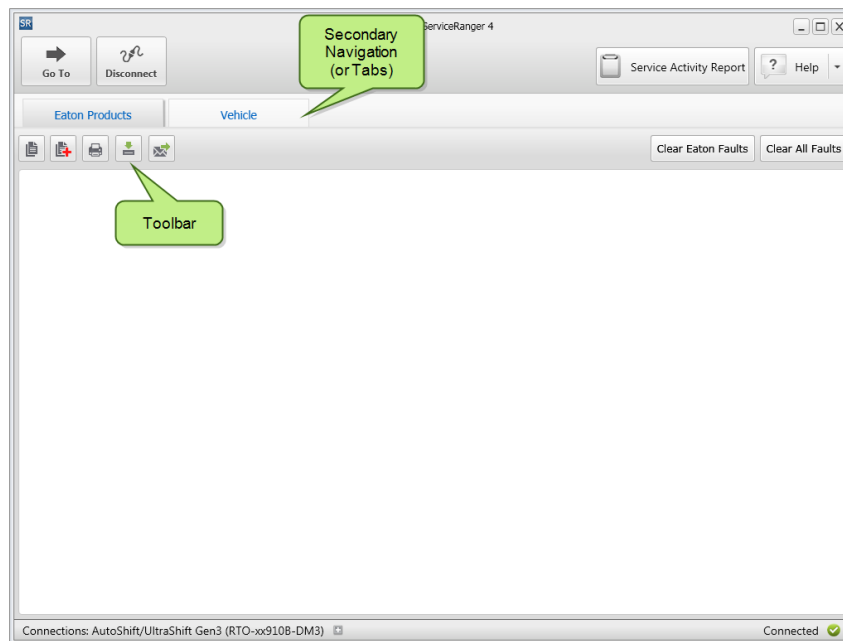 SR
ServiceRanger 4
Secondary
Navigation
(or Tabs)
Go To
Disconnect
Service Activity Report
? Help
Eaton Products
Vehicle
Clear Eaton Faults
Clear All Faults
Toolbar
Connections: AutoShift/UltraShift Gen3 (RTO-xx910B-DM3)
Connected